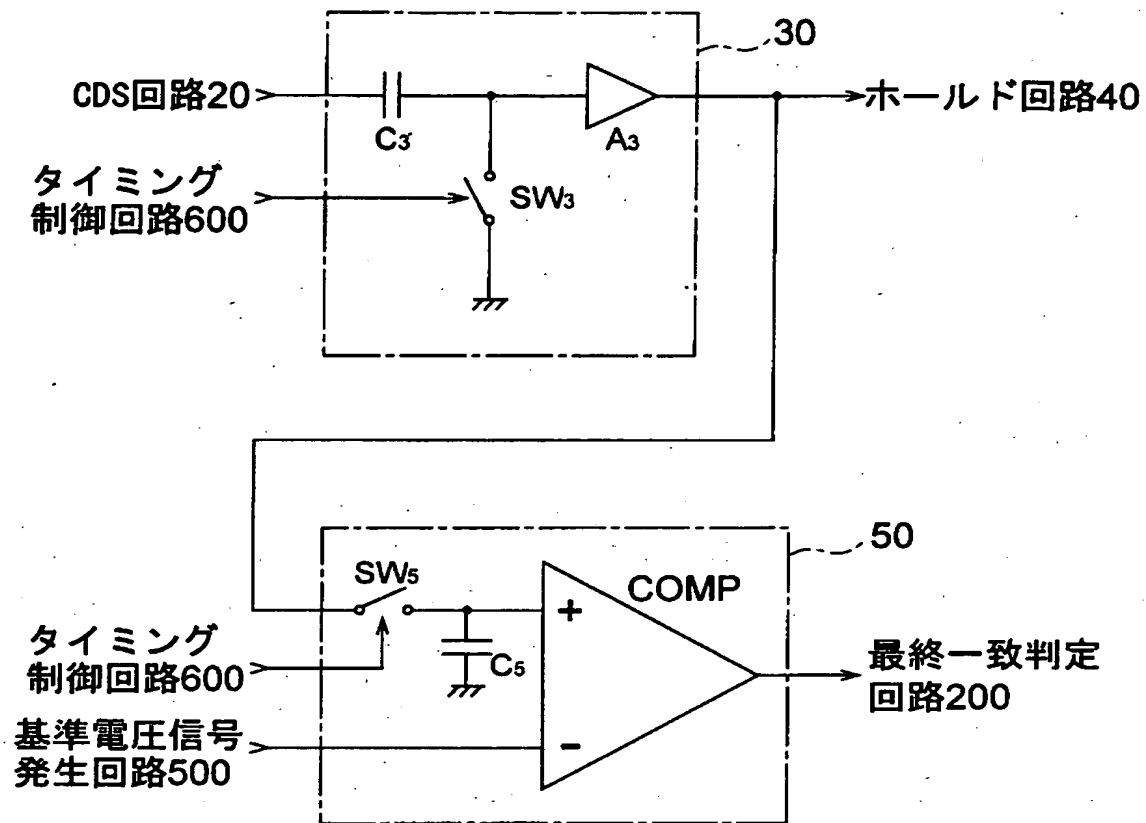 30
CDS回路20
C3
A3
ホールド回路40
タイミング
制御回路600
SW3
50
SW5
COMP
+
タイミング
制御回路600
C5
最終一致判定
回路200
基準電圧信号
発生回路500
-